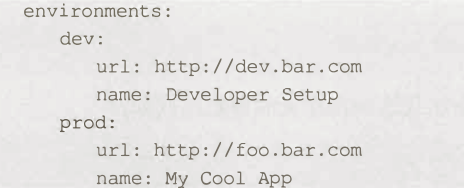 environments:
   dev:
      url: http://dev.bar.com
      name: Developer Setup
   prod:
      url: http://foo.bar.com
      name: My Cool App